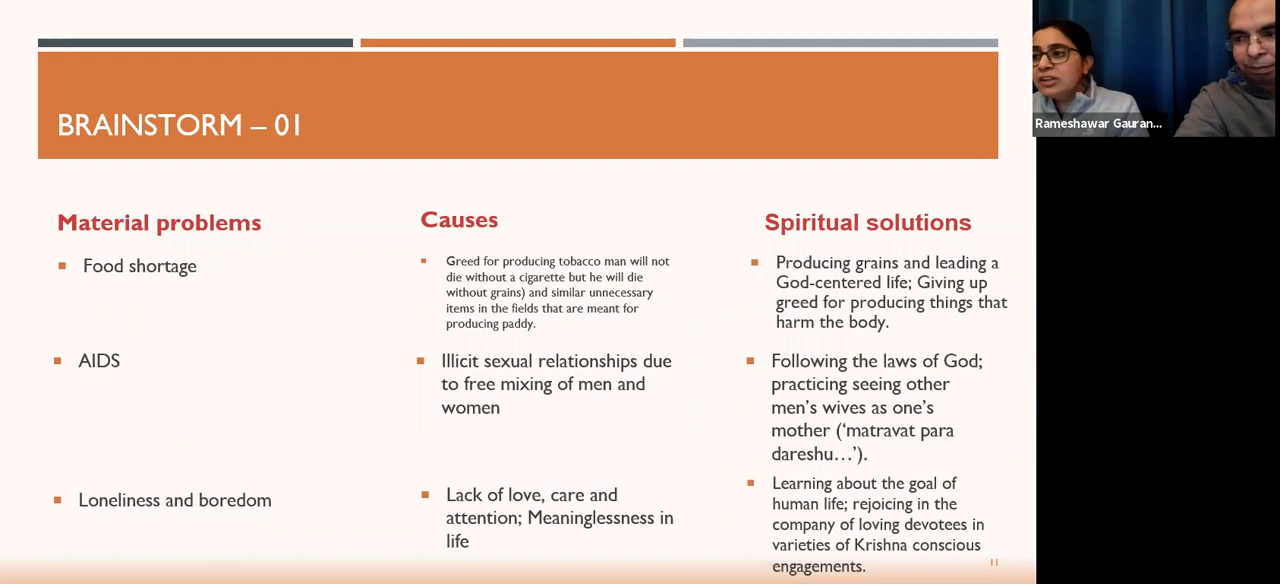 BRAINSTORM – 01
Material problems
Food shortage
AIDS
Loneliness and boredom
Causes
Greed for producing tobacco man will not
die without a cigarette but he will die
without grains) and similar unnecessary
items in the fields that are meant for
producing paddy.
Illicit sexual relationships due
to free mixing of men and
women
Lack of love, care and
attention; Meaninglessness in
life
Spiritual solutions
Producing grains and leading a
God-centered life; Giving up
greed for producing things that
harm the body.
Following the laws of God;
practicing seeing other
men’s wives as one’s
mother (‘matravat para
dareshu…’).
Learning about the goal of
human life; rejoicing in the
company of loving devotees in
varieties of Krishna conscious
engagements.
11
Rameshawar Gauran...